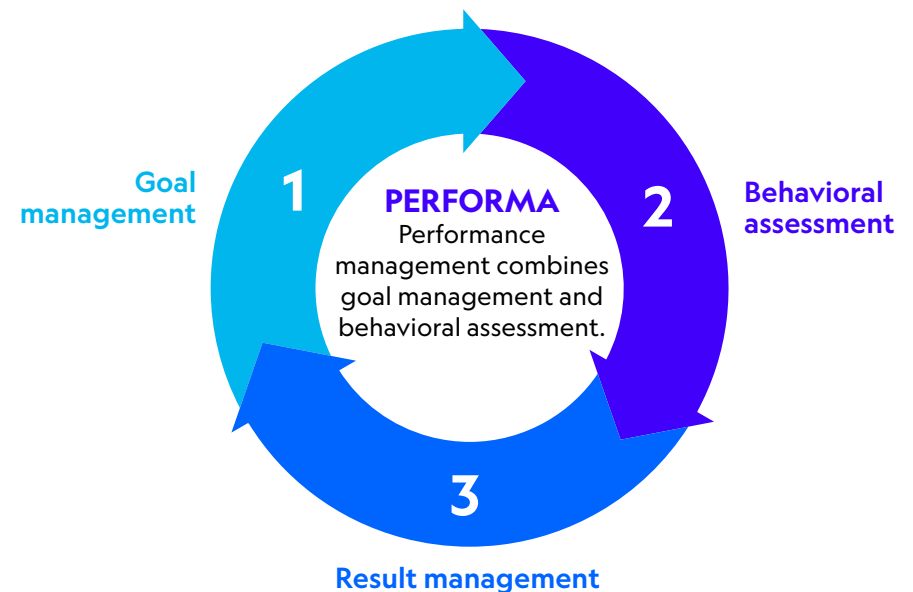 1
Goal
management
2
Behavioral
assessment
PERFORMA
Performance
management combines
goal management and
behavioral assessment.
3
Result management